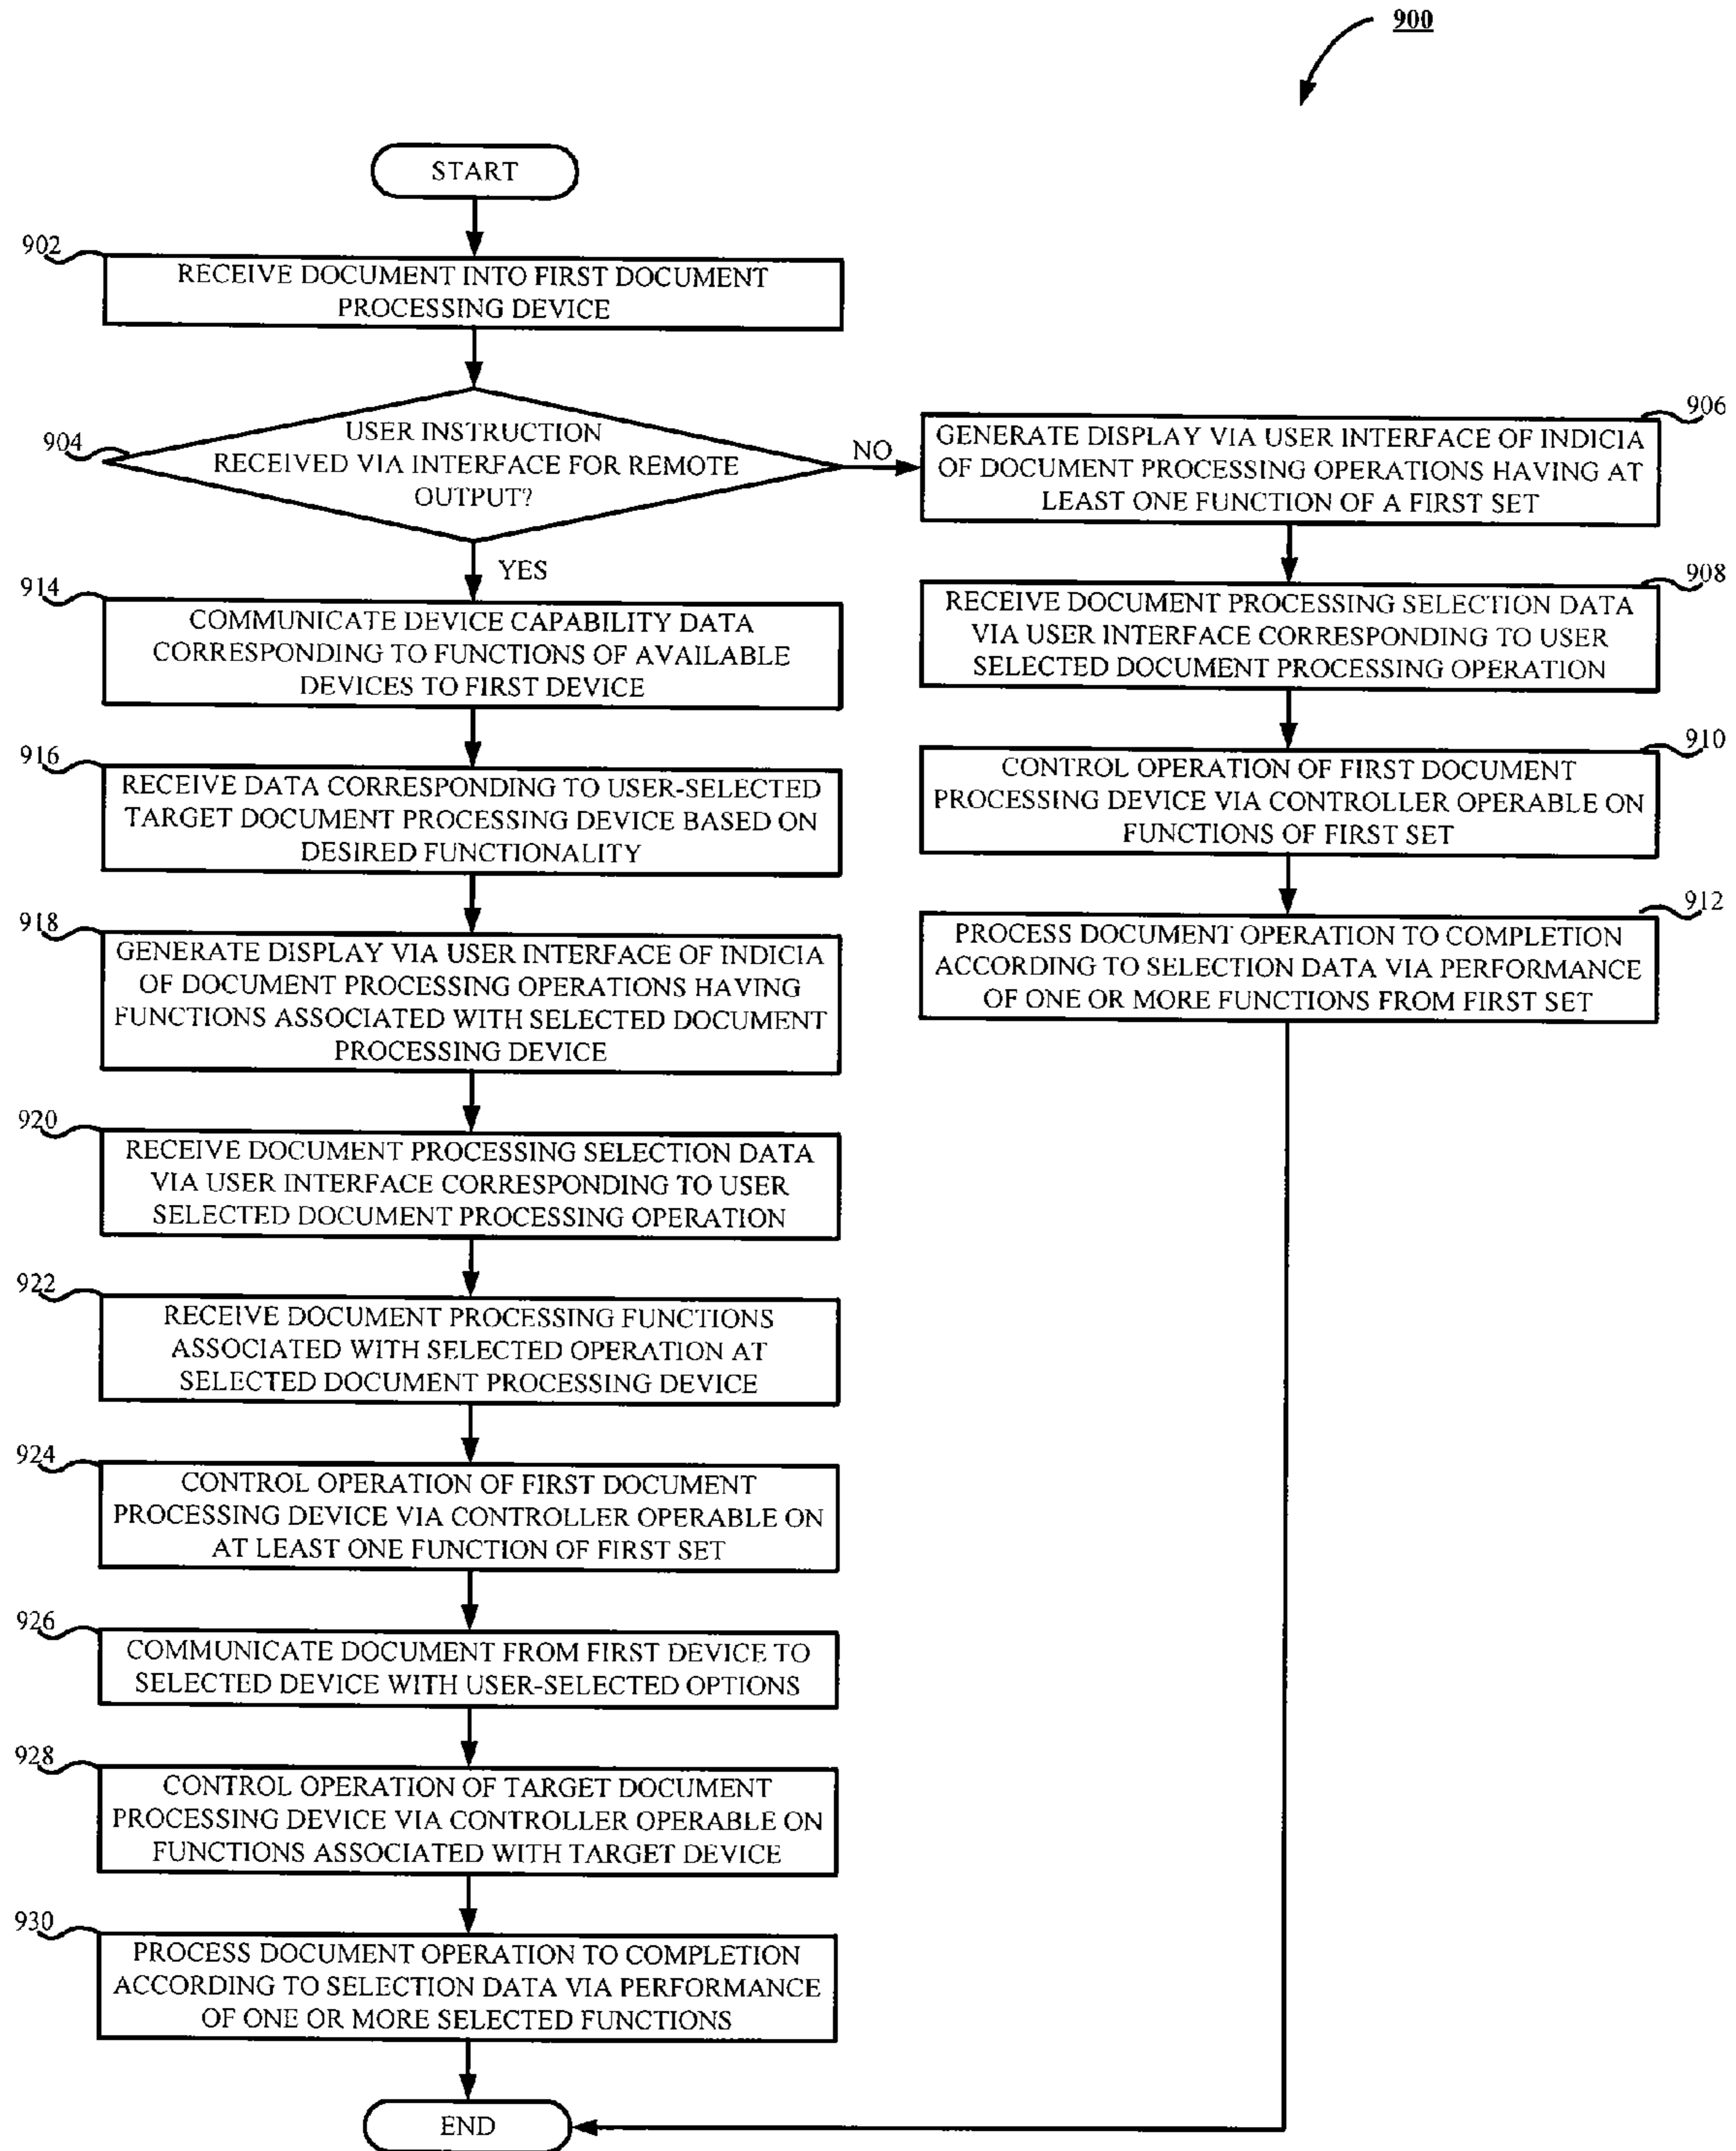 900
START
902
RECEIVE DOCUMENT INTO FIRST DOCUMENT
PROCESSING DEVICE
904
USER INSTRUCTION
RECEIVED VIA INTERFACE FOR REMOTE
OUTPUT?
NO
YES
906
GENERATE DISPLAY VIA USER INTERFACE OF INDICIA
OF DOCUMENT PROCESSING OPERATIONS HAVING AT
LEAST ONE FUNCTION OF A FIRST SET
908
RECEIVE DOCUMENT PROCESSING SELECTION DATA
VIA USER INTERFACE CORRESPONDING TO USER
SELECTED DOCUMENT PROCESSING OPERATION
910
CONTROL OPERATION OF FIRST DOCUMENT
PROCESSING DEVICE VIA CONTROLLER OPERABLE ON
FUNCTIONS OF FIRST SET
912
PROCESS DOCUMENT OPERATION TO COMPLETION
ACCORDING TO SELECTION DATA VIA PERFORMANCE
OF ONE OR MORE FUNCTIONS FROM FIRST SET
914
COMMUNICATE DEVICE CAPABILITY DATA
CORRESPONDING TO FUNCTIONS OF AVAILABLE
DEVICES TO FIRST DEVICE
916
RECEIVE DATA CORRESPONDING TO USER-SELECTED
TARGET DOCUMENT PROCESSING DEVICE BASED ON
DESIRED FUNCTIONALITY
918
GENERATE DISPLAY VIA USER INTERFACE OF INDICIA
OF DOCUMENT PROCESSING OPERATIONS HAVING
FUNCTIONS ASSOCIATED WITH SELECTED DOCUMENT
PROCESSING DEVICE
920
RECEIVE DOCUMENT PROCESSING SELECTION DATA
VIA USER INTERFACE CORRESPONDING TO USER
SELECTED DOCUMENT PROCESSING OPERATION
922
RECEIVE DOCUMENT PROCESSING FUNCTIONS
ASSOCIATED WITH SELECTED OPERATION AT
SELECTED DOCUMENT PROCESSING DEVICE
924
CONTROL OPERATION OF FIRST DOCUMENT
PROCESSING DEVICE VIA CONTROLLER OPERABLE ON
AT LEAST ONE FUNCTION OF FIRST SET
926
COMMUNICATE DOCUMENT FROM FIRST DEVICE TO
SELECTED DEVICE WITH USER-SELECTED OPTIONS
928
CONTROL OPERATION OF TARGET DOCUMENT
PROCESSING DEVICE VIA CONTROLLER OPERABLE ON
FUNCTIONS ASSOCIATED WITH TARGET DEVICE
930
PROCESS DOCUMENT OPERATION TO COMPLETION
ACCORDING TO SELECTION DATA VIA PERFORMANCE
OF ONE OR MORE SELECTED FUNCTIONS
END